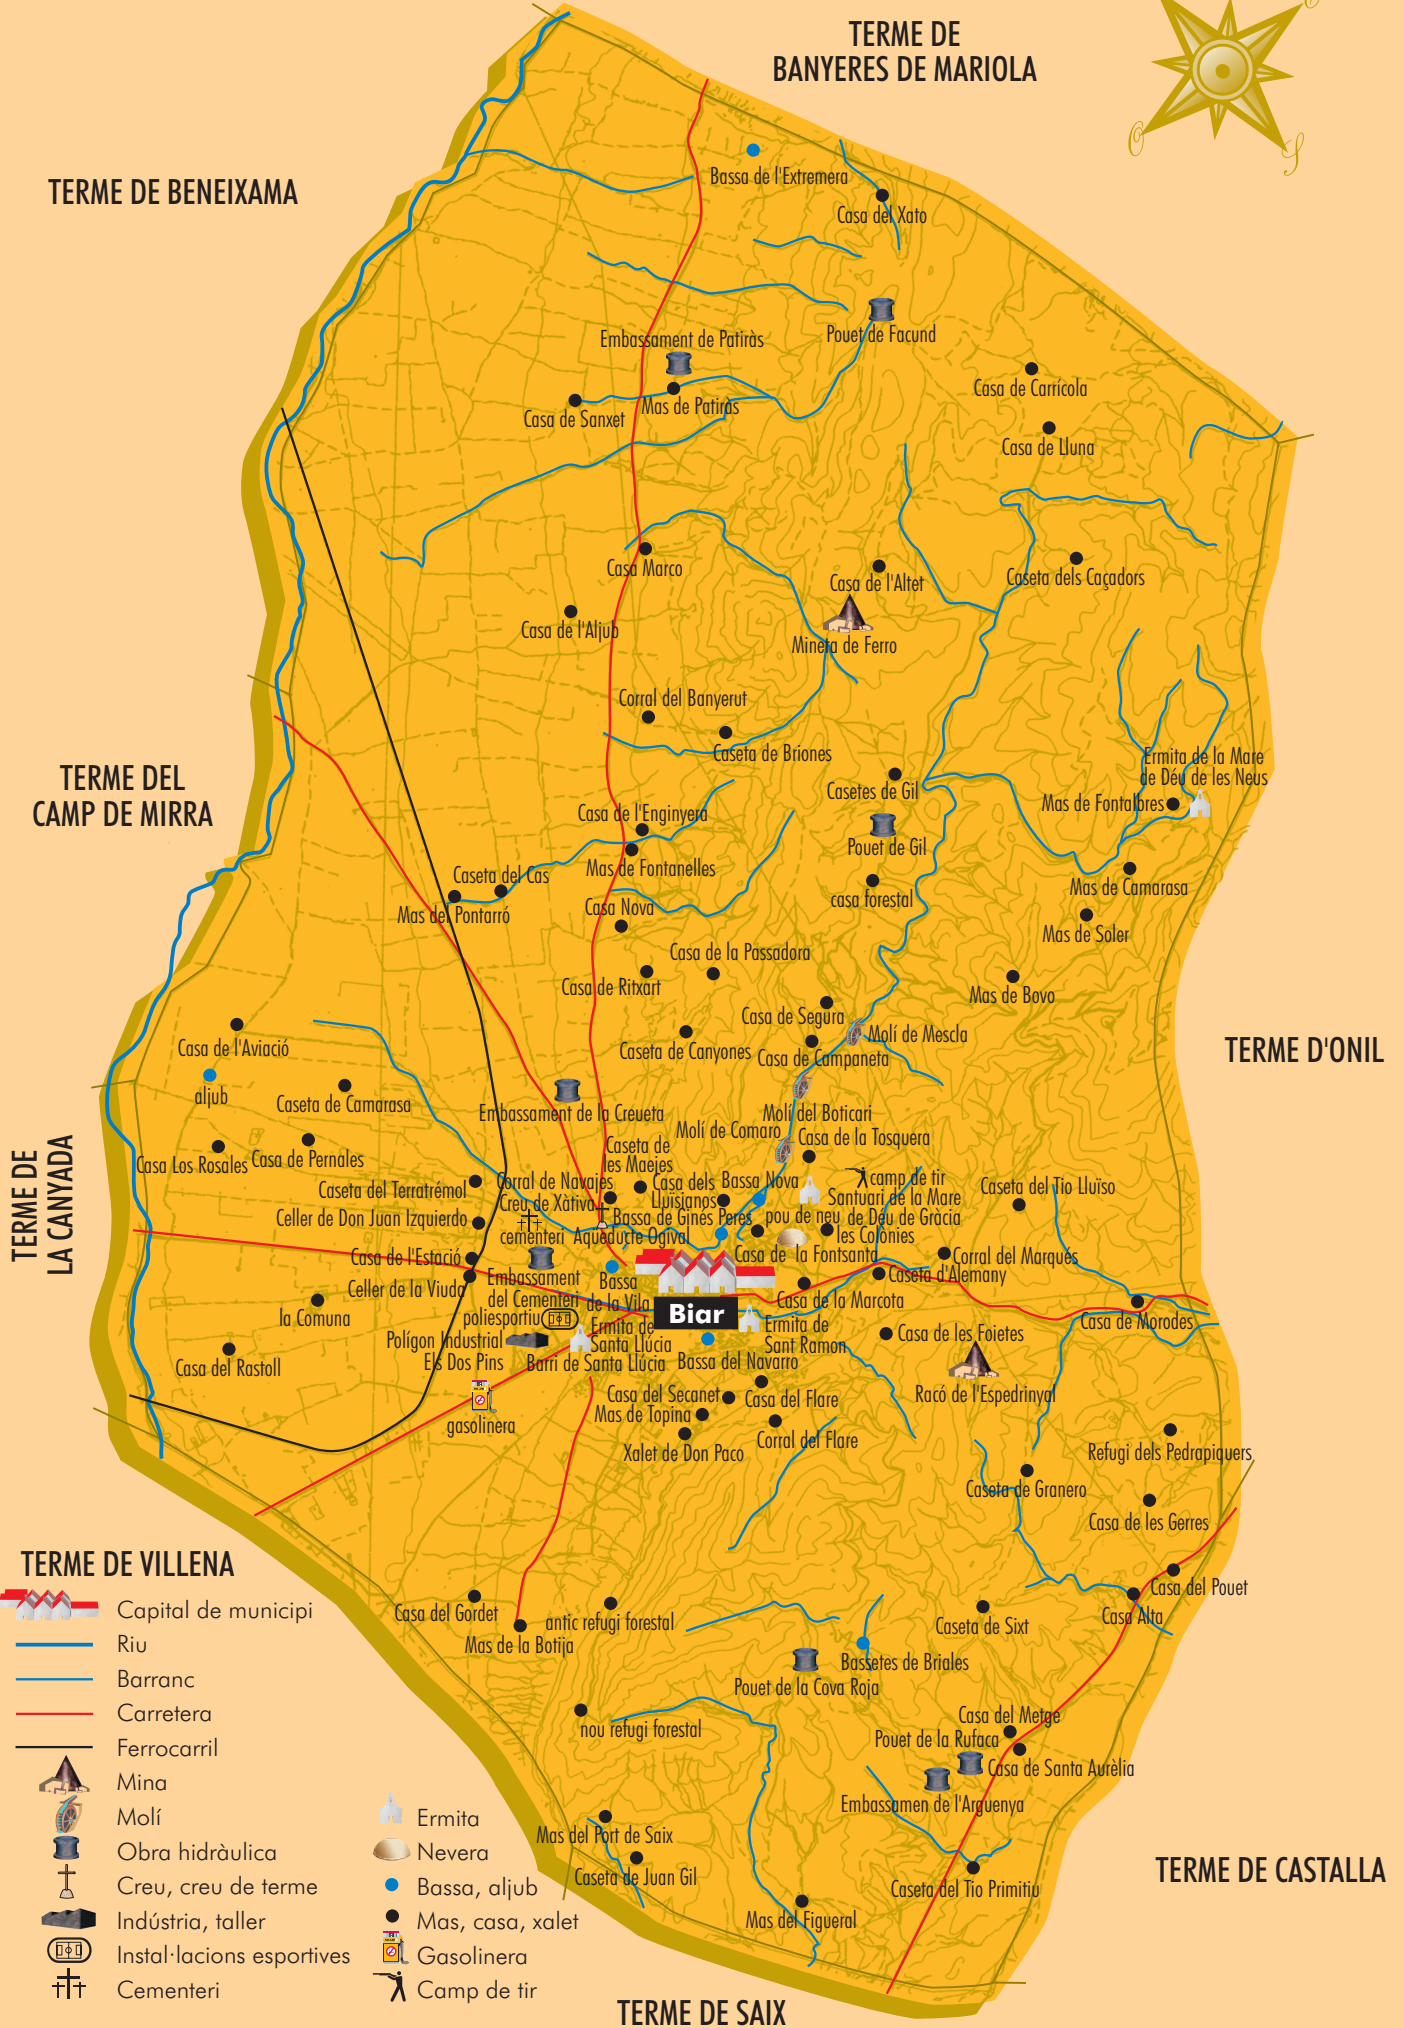 TERME DE
BANYERES DE MARIOLA
O
S
TERME DE BENEIXAMA
Bassa de l'Extremera
Casa del Xato
Pouet de Facund
Embassament de Patiràs
Casa de Sanxet
Mas de Patiràs
Casa de Carrícola
Casa de Lluna
Casa Marco
Casa de l'Altet
Caseta dels Caçadors
Casa de l'Aljub
Mineta de Ferro
Corral del Banyerut
Caseta de Briones
Ermita de la Mare
de Déu de les Neus
TERME DEL
CAMP DE MIRRA
Casetes de Gil
Mas de Fontalbres
Casa de l'Enginyera
Pouet de Gil
Mas de Fontanelles
Caseta del Cas
Mas de Camarasa
casa forestal
Mas del Pontarró
Casa Nova
Mas de Soler
Casa de la Passadora
Casa de Ritxart
Mas de Bovo
Casa de Segura
Molí de Mescla
Casa de l'Aviació
Caseta de Canyones
Casa de Campaneta
TERME D'ONIL
aljub
Caseta de Camarasa
Embassament de la Creueta
Molí del Boticari
Molí de Comaro
Casa de la Tosquera
TERME DE
LA CANYADA
Casa Los Rosales
Casa de Pernales
Caseta de
les Maejes
Caseta del Terratrémol
Corral de Navajes
Casa dels
Lluïsianos
Bassa Nova
camp de tir
Santuari de la Mare
de Déu de Gràcia
Caseta del Tio Lluïso
Creu de Xàtiva
Celler de Don Juan Izquierdo
Bassa de Ginés Peres
pou de neu
cementeri
Aqüeducte Ogival
les Colònies
Casa de l'Estació
Casa de la Fontsanta
Corral del Marqués
Celler de la Viuda
Embassament
del Cementeri
Bassa
de la Vila
Caseta d'Alemany
la Comuna
Casa de la Marcota
Biar
poliesportiu
Casa de Morodes
Polígon Industrial
Els Dos Pins
Ermita de
Santa Llúcia
Ermita de
Sant Ramon
Casa de les Foietes
Casa del Rastoll
Barri de Santa Llúcia
Bassa del Navarro
Racó de l'Espedrinyal
Casa del Secanet
Casa del Flare
Mas de Topina
gasolinera
Xalet de Don Paco
Corral del Flare
Refugi dels Pedrapiquers
Caseta de Granero
Casa de les Gerres
TERME DE VILLENA
Casa del Pouet
Casa Alta
Casa del Gordet
antic refugi forestal
Mas de la Botija
Caseta de Sixt
Bassetes de Briales
Pouet de la Cova Roja
Casa del Metge
nou refugi forestal
Pouet de la Rufaca
Casa de Santa Aurèlia
Embassamen de l'Arguenya
Mas del Port de Saix
Caseta de Juan Gil
Caseta del Tio Primitiu
Mas del Figueral
TERME DE CASTALLA
TERME DE SAIX
Capital de municipi
Riu
Barranc
Carretera
Ferrocarril
Mina
Molí
Obra hidràulica
Creu, creu de terme
Indústria, taller
Instal·lacions esportives
Cementeri
Ermita
Nevera
Bassa, aljub
Mas, casa, xalet
Gasolinera
Camp de tir